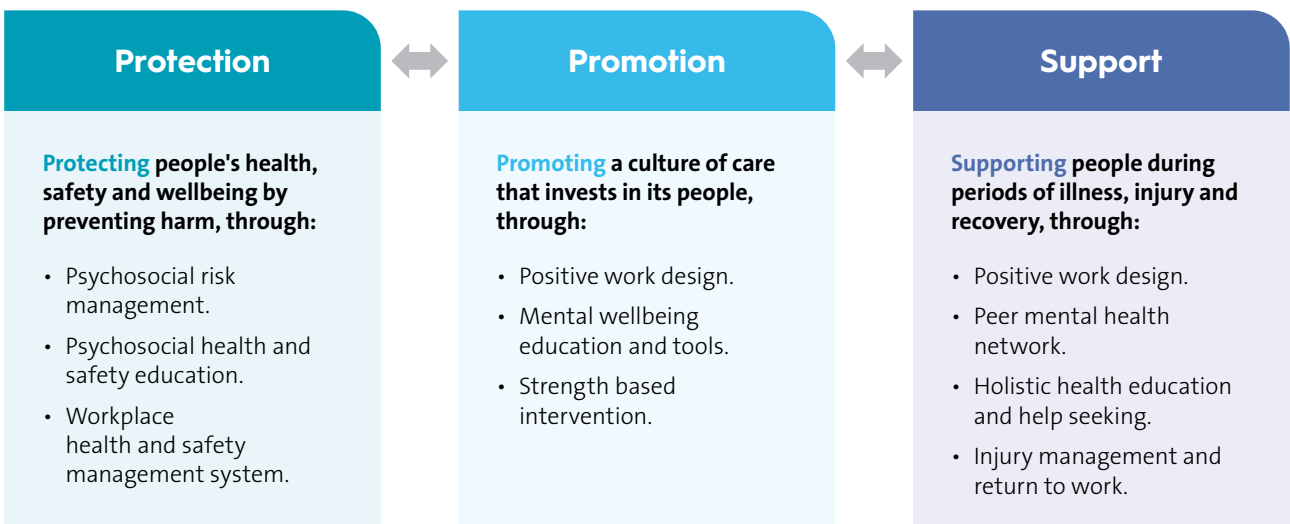 Protection
Protecting people's health,
safety and wellbeing by
preventing harm, through:
• Psychosocial risk
management.
• Psychosocial health and
safety education.
• Workplace
health and safety
management system.
Promotion
Promoting a culture of care
that invests in its people,
through:
• Positive work design.
• Mental wellbeing
education and tools.
• Strength based
intervention.
Support
Supporting people during
periods of illness, injury and
recovery, through:
• Positive work design.
• Peer mental health
network.
• Holistic health education
and help seeking.
• Injury management and
return to work.